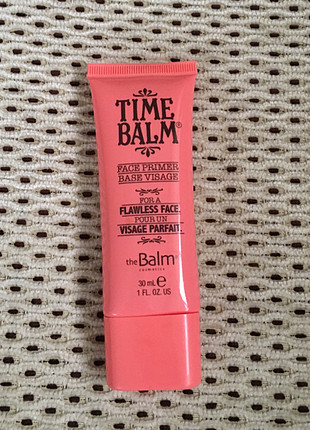 TIME
BALM®
FACE PRIMER
BASE VISAGE
FOR A
FLAWLESS FACE.
POUR UN
VISAGE PARFAIT.
theBalm
cosmetics
30 mL e
1 FL. OZ. US